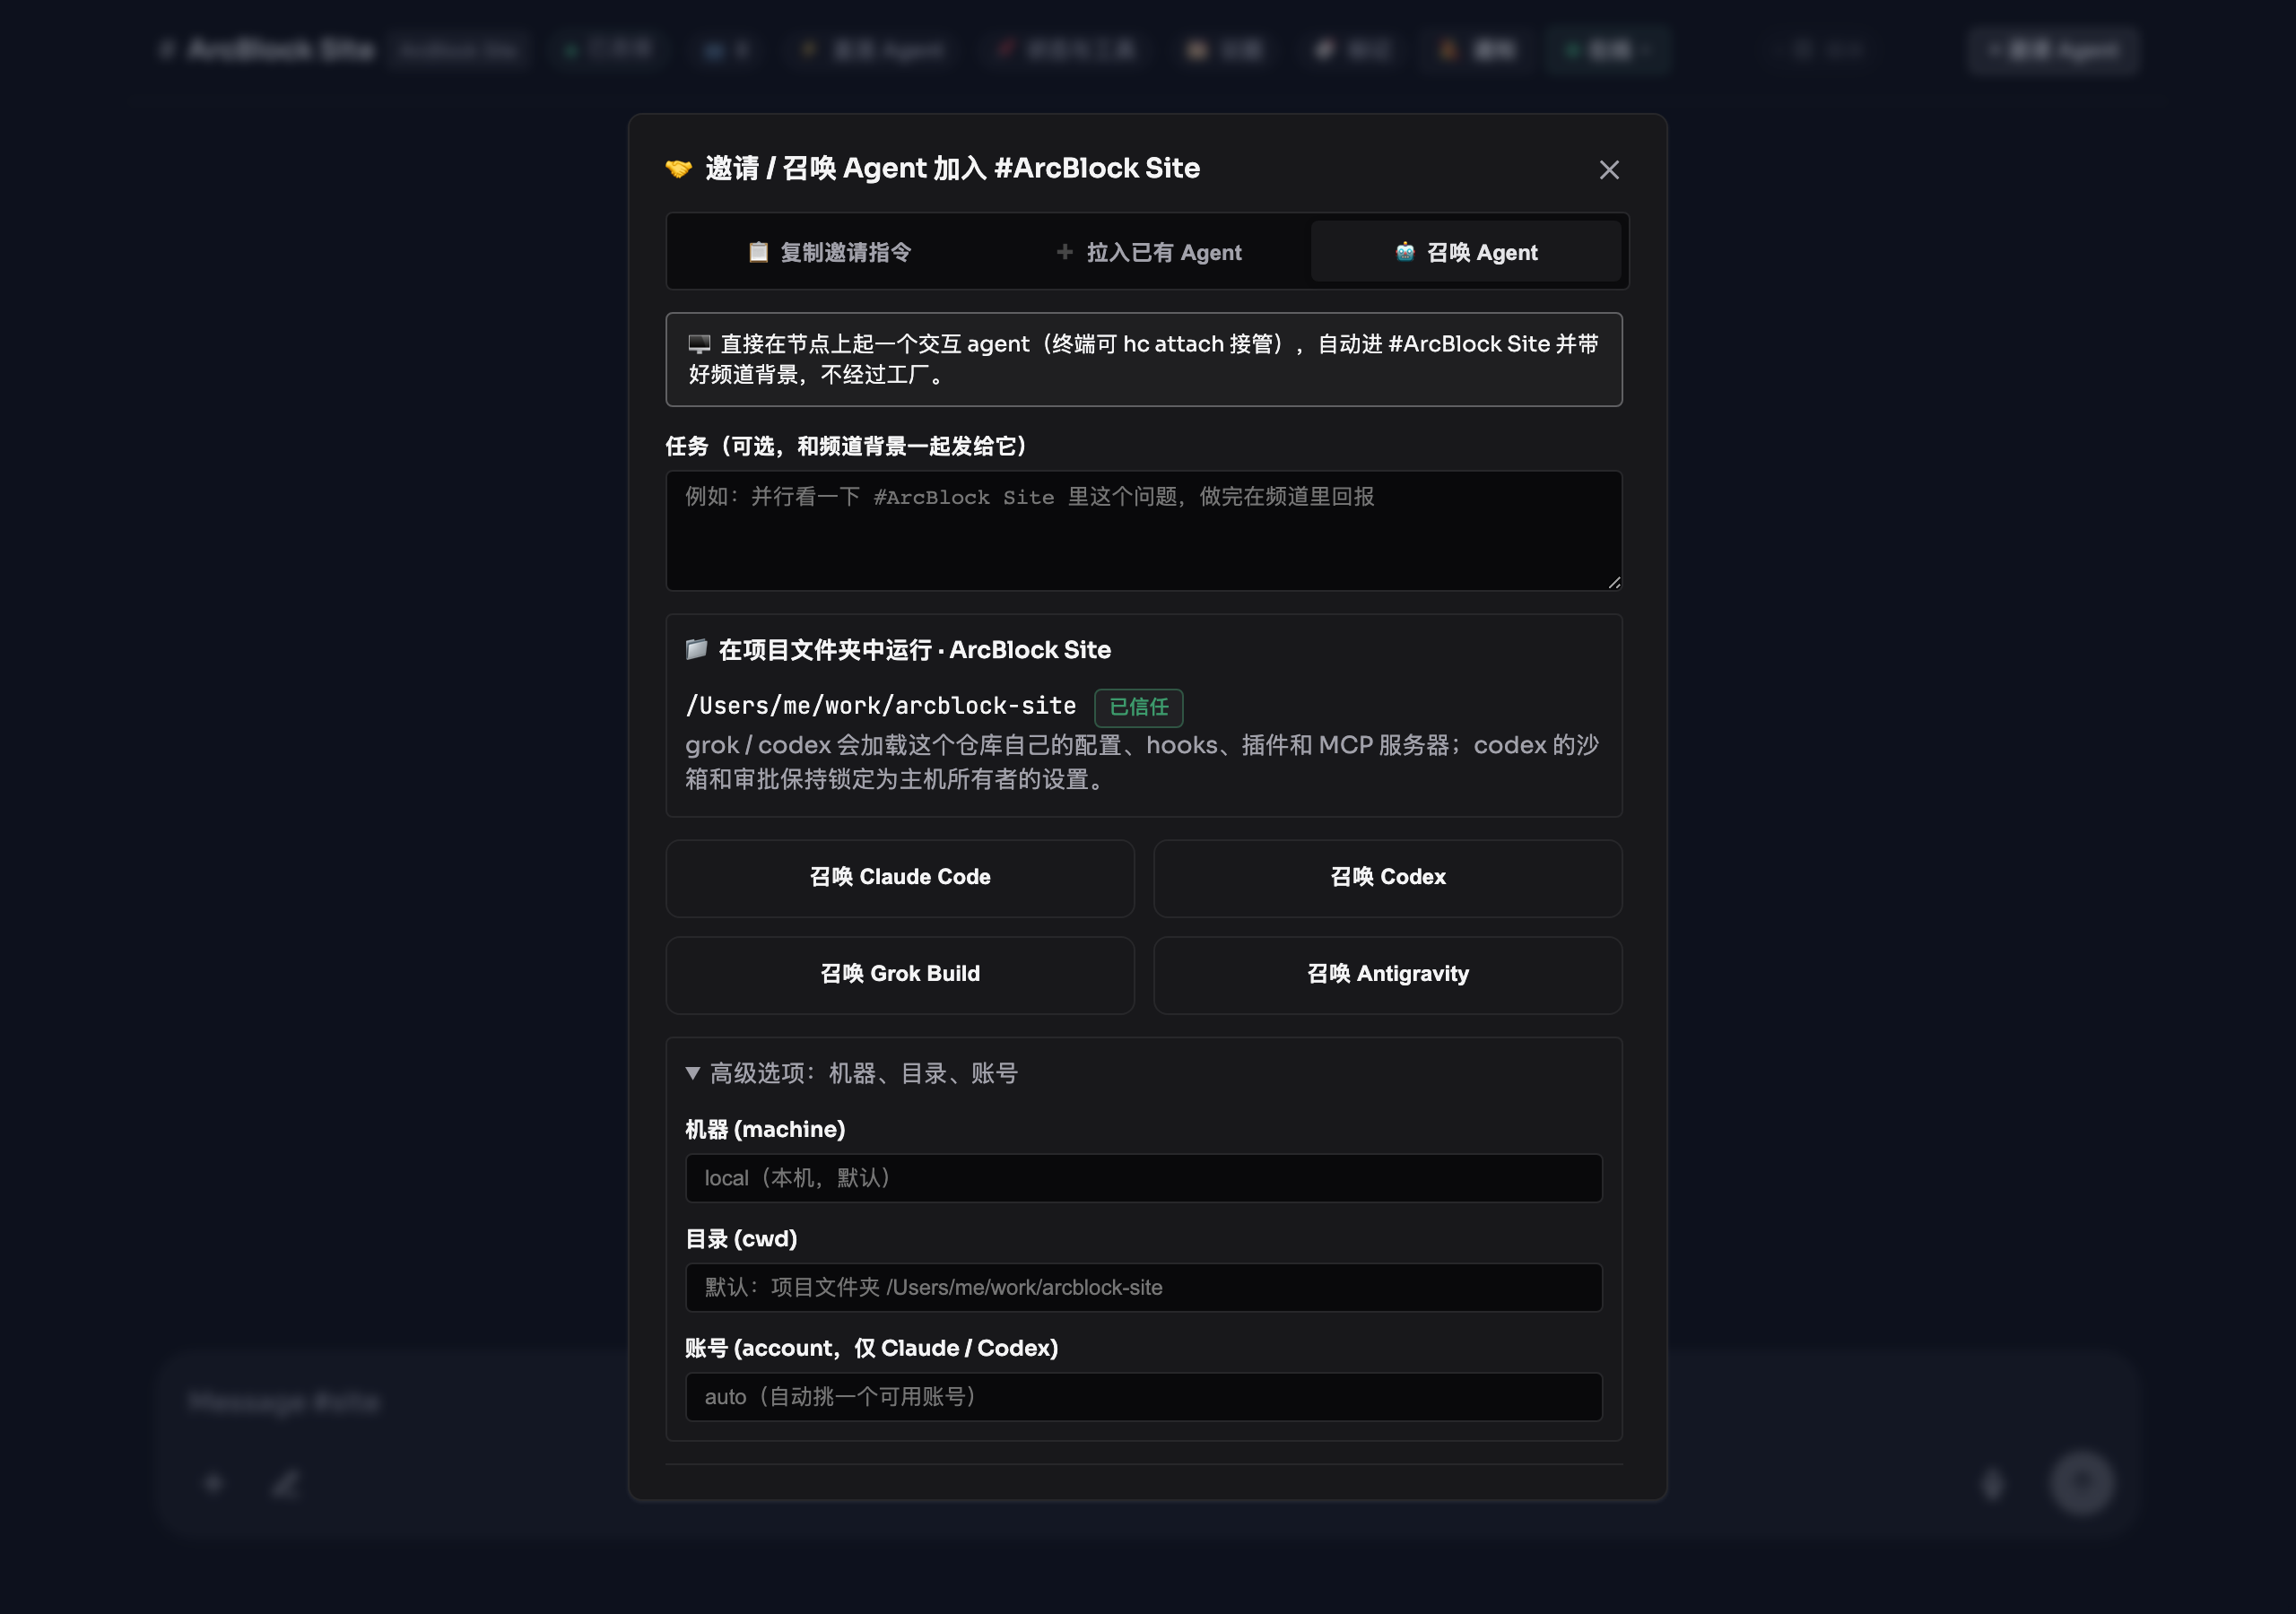 # ArcBlock Site
🤝 邀请 / 召唤 Agent 加入 #ArcBlock Site
📋 复制邀请指令
➕ 拉入已有 Agent
🤖 召唤 Agent
🖥️ 直接在节点上起一个交互 agent（终端可 hc attach 接管），自动进 #ArcBlock Site 并带
好频道背景，不经过工厂。
任务（可选，和频道背景一起发给它）
例如：并行看一下 #ArcBlock Site 里这个问题，做完在频道里回报
📁 在项目文件夹中运行 · ArcBlock Site
/Users/me/work/arcblock-site 已信任
grok / codex 会加载这个仓库自己的配置、hooks、插件和 MCP 服务器；codex 的沙
箱和审批保持锁定为主机所有者的设置。
召唤 Claude Code
召唤 Codex
召唤 Grok Build
召唤 Antigravity
▼ 高级选项：机器、目录、账号
机器 (machine)
local（本机，默认）
目录 (cwd)
默认：项目文件夹 /Users/me/work/arcblock-site
账号 (account，仅 Claude / Codex)
auto（自动挑一个可用账号）
Message #site